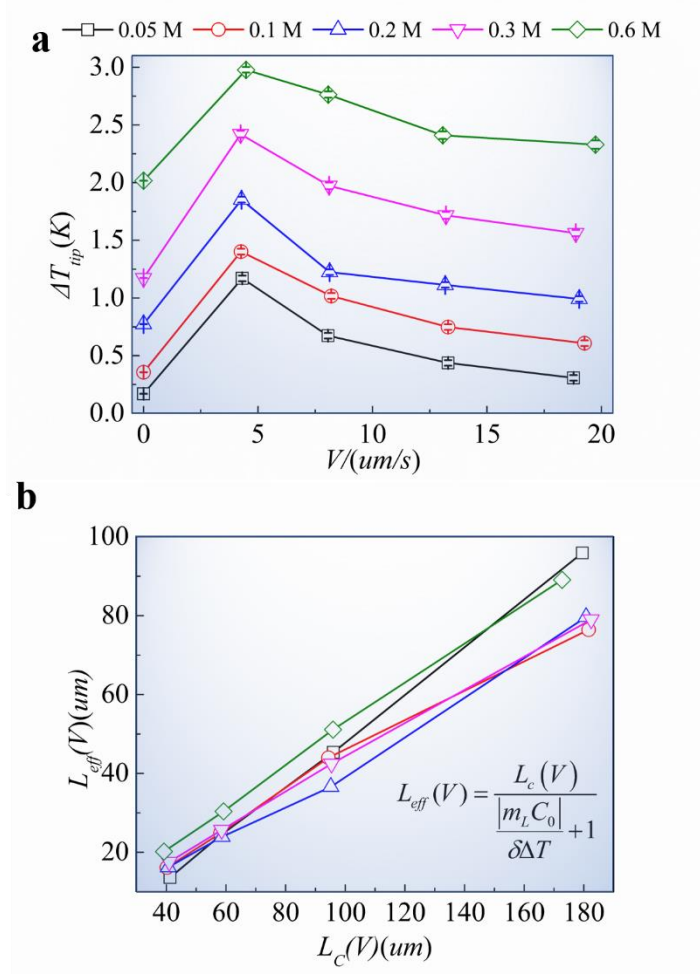 a
0.05 M 0.1 M 0.2 M 0.3 M 0.6 M
3.0
2.5
2.0
1.5
1.0
0.5
0.0
ΔT_tip(K)
0 5 10 15 20
V/(um/s)
b
100
80
60
40
20
L_eff(V)(um)
L_eff(V) = L_c(V) / (|m_L C_0| / δΔT + 1)
40 60 80 100 120 140 160 180
L_C(V)(um)